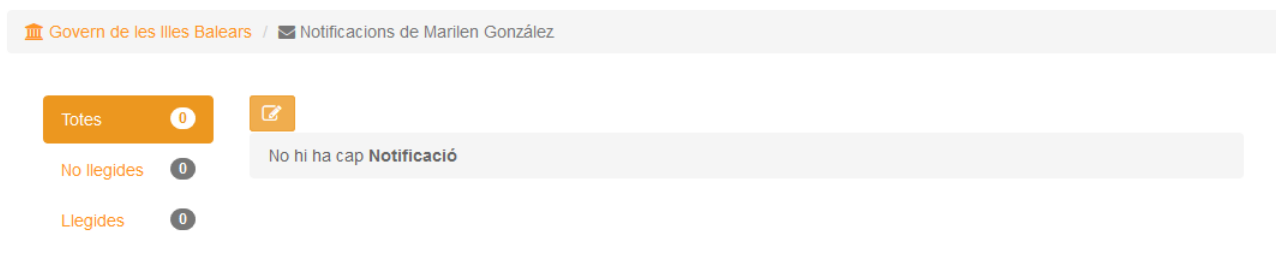 Govern de les Illes Balears / Notificacions de Marilen González
Totes 0
No hi ha cap Notificació
No llegides 0
Llegides 0